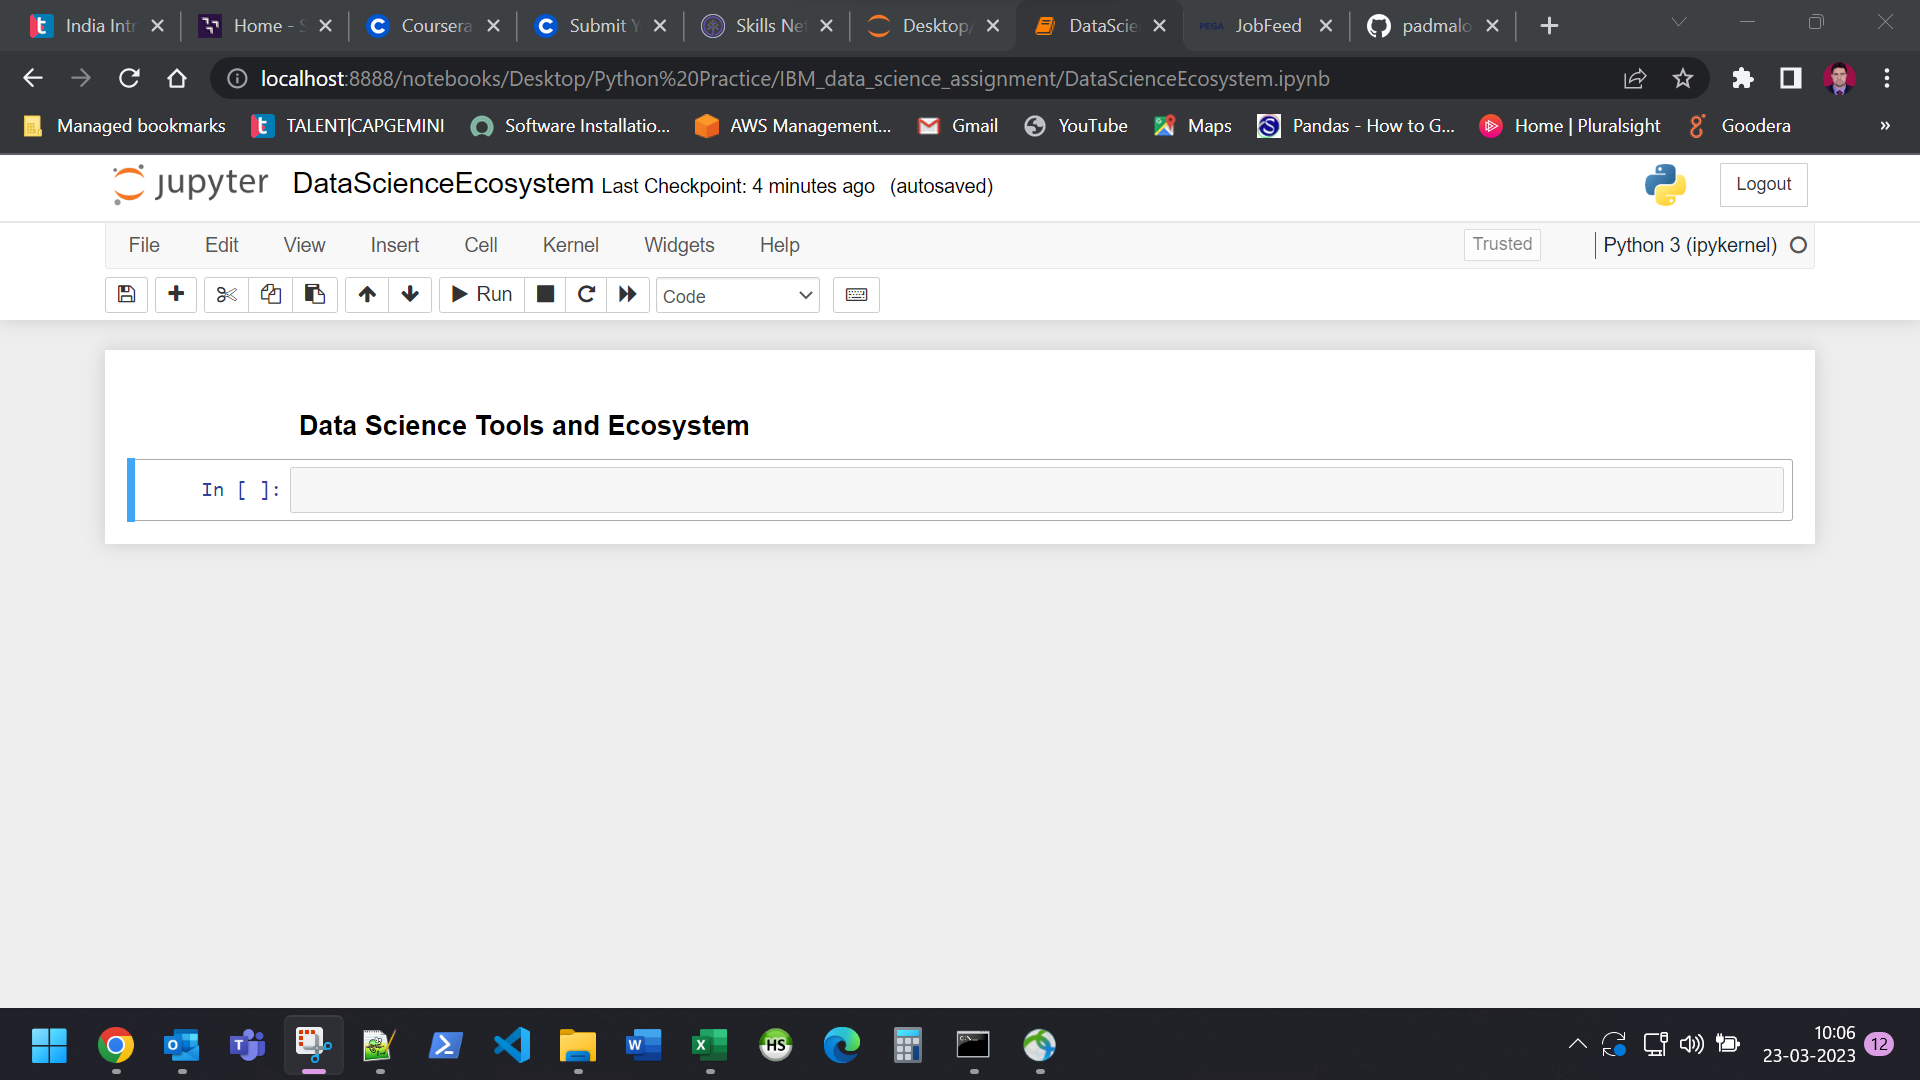 India Intr
Home - S
Coursera
Submit Y
Skills Net
Desktop/
DataScie
PEGA JobFeed
padmalo
localhost:8888/notebooks/Desktop/Python%20Practice/IBM_data_science_assignment/DataScienceEcosystem.ipynb
Managed bookmarks
TALENT|CAPGEMINI
Software Installatio...
AWS Management...
Gmail
YouTube
Maps
Pandas - How to G...
Home | Pluralsight
Goodera
»
jupyter DataScienceEcosystem Last Checkpoint: 4 minutes ago (autosaved)
Logout
File Edit View Insert Cell Kernel Widgets Help
Trusted
Python 3 (ipykernel)
Run
Code
Data Science Tools and Ecosystem
In [ ]:
10:06
23-03-2023
12